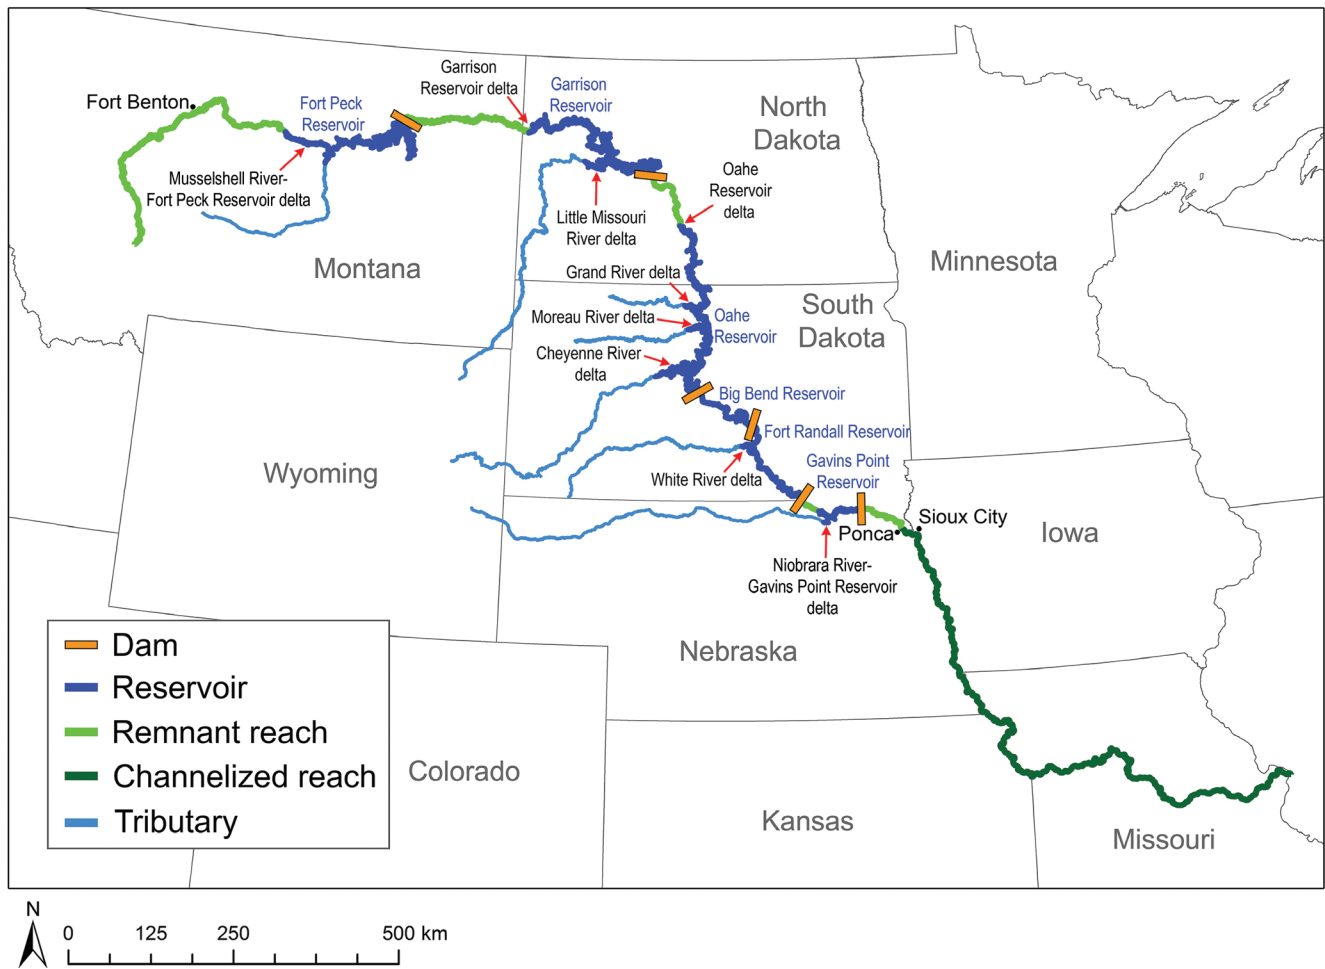 Garrison
Reservoir delta
Garrison
Reservoir
Fort Benton
Fort Peck
Reservoir
North
Dakota
Musselshell River-
Fort Peck Reservoir delta
Oahe
Reservoir
delta
Little Missouri
River delta
Montana
Minnesota
Grand River delta
Moreau River delta
Oahe
Reservoir
South
Dakota
Cheyenne River
delta
Big Bend Reservoir
Fort Randall Reservoir
Wyoming
White River delta
Gavins Point
Reservoir
Sioux City
Ponca
Iowa
Niobrara River-
Gavins Point Reservoir
delta
Nebraska
Dam
Reservoir
Remnant reach
Channelized reach
Tributary
Colorado
Kansas
Missouri
N
0 125 250 500 km